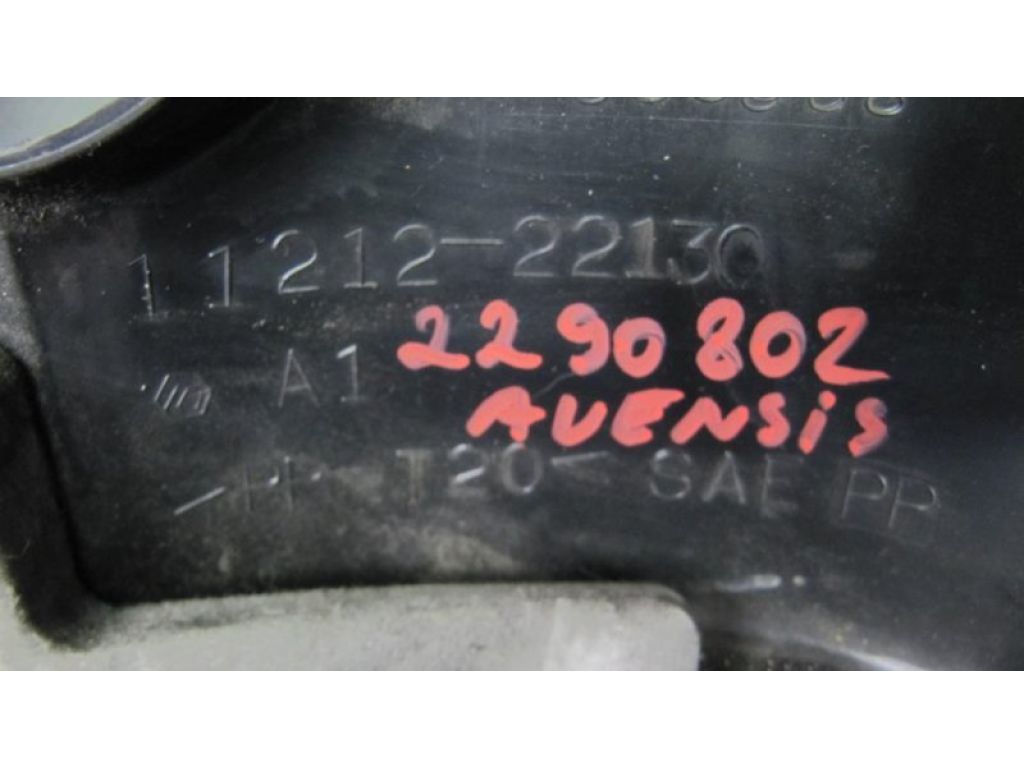 11212-22130
2290802
A1
AVENSiS
T20< SAE PP